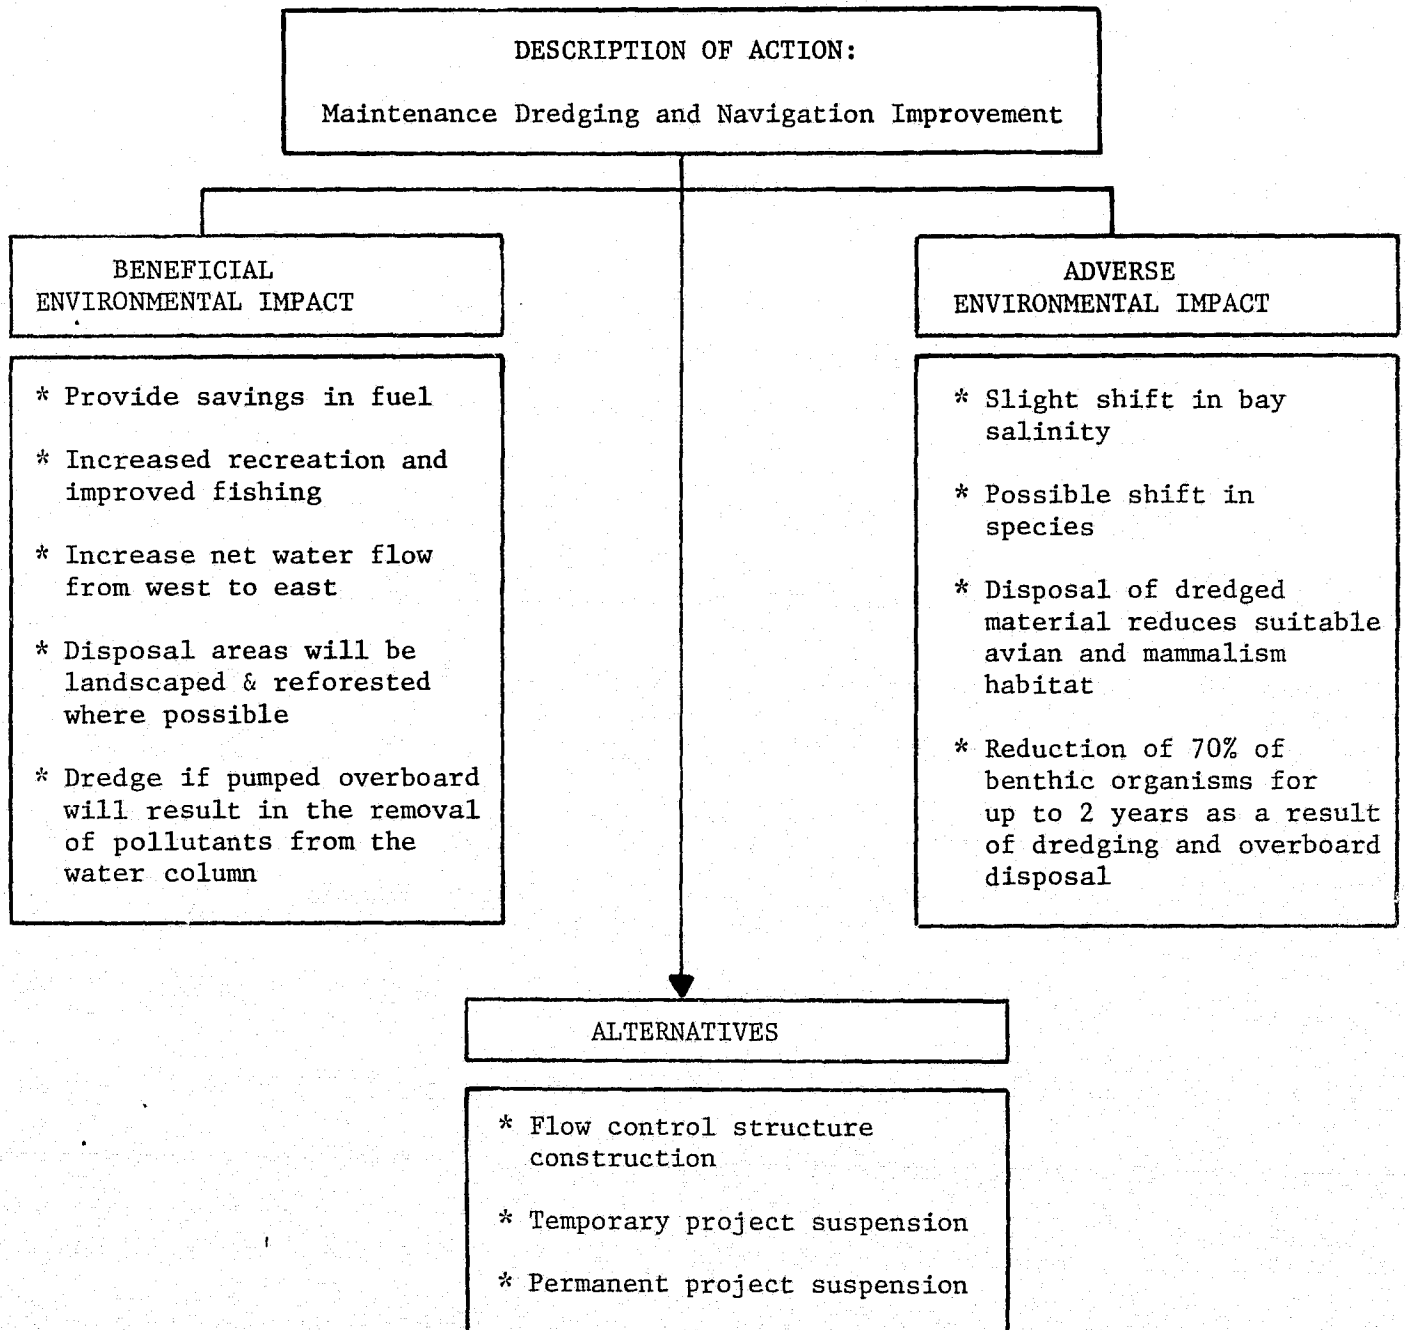 DESCRIPTION OF ACTION:
Maintenance Dredging and Navigation Improvement
BENEFICIAL
ENVIRONMENTAL IMPACT
* Provide savings in fuel
* Increased recreation and
improved fishing
* Increase net water flow
from west to east
* Disposal areas will be
landscaped & reforested
where possible
* Dredge if pumped overboard
will result in the removal
of pollutants from the
water column
ADVERSE
ENVIRONMENTAL IMPACT
* Slight shift in bay
salinity
* Possible shift in
species
* Disposal of dredged
material reduces suitable
avian and mammalism
habitat
* Reduction of 70% of
benthic organisms for
up to 2 years as a result
of dredging and overboard
disposal
ALTERNATIVES
* Flow control structure
construction
* Temporary project suspension
* Permanent project suspension